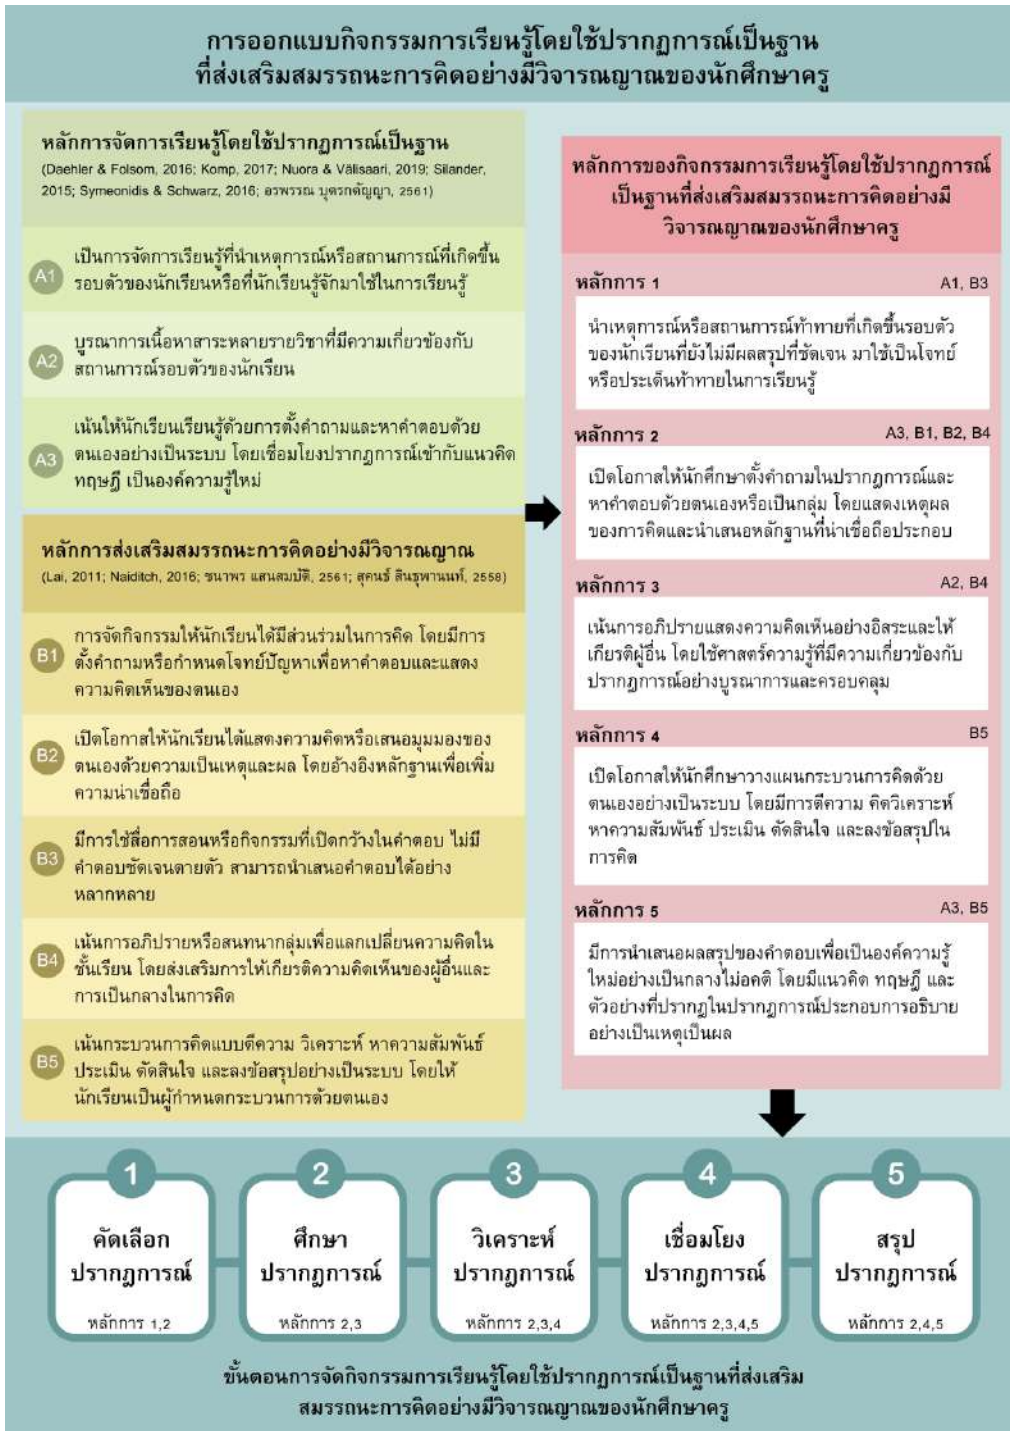 การออกแบบกิจกรรมการเรียนรู้โดยใช้ปรากฏการณ์เป็นฐาน
ที่ส่งเสริมสมรรถนะการคิดอย่างมีวิจารณญาณของนักศึกษาครู
หลักการจัดการเรียนรู้โดยใช้ปรากฏการณ์เป็นฐาน
(Daehler & Folsom, 2016; Komp, 2017; Nuora & Välisaari, 2019; Silander,
2015; Symeonidis & Schwarz, 2016; อรพรรณ บุตรกตัญญา, 2561)
A1
เป็นการจัดการเรียนรู้ที่นำเหตุการณ์หรือสถานการณ์ที่เกิดขึ้น
รอบตัวของนักเรียนหรือที่นักเรียนรู้จักมาใช้ในการเรียนรู้
A2
บูรณาการเนื้อหาสาระหลายรายวิชาที่มีความเกี่ยวข้องกับ
สถานการณ์รอบตัวของนักเรียน
A3
เน้นให้นักเรียนเรียนรู้ด้วยการตั้งคำถามและหาคำตอบด้วย
ตนเองอย่างเป็นระบบ โดยเชื่อมโยงปรากฏการณ์เข้ากับแนวคิด
ทฤษฎี เป็นองค์ความรู้ใหม่
หลักการส่งเสริมสมรรถนะการคิดอย่างมีวิจารณญาณ
(Lai, 2011; Naiditch, 2016; ชนาพร แสนสมบัติ, 2561; สุคนธ์ สินธุพานนท์, 2558)
B1
การจัดกิจกรรมให้นักเรียนได้มีส่วนร่วมในการคิด โดยมีการ
ตั้งคำถามหรือกำหนดโจทย์ปัญหาเพื่อหาคำตอบและแสดง
ความคิดเห็นของตนเอง
B2
เปิดโอกาสให้นักเรียนได้แสดงความคิดหรือเสนอมุมมองของ
ตนเองด้วยความเป็นเหตุและผล โดยอ้างอิงหลักฐานเพื่อเพิ่ม
ความน่าเชื่อถือ
B3
มีการใช้สื่อการสอนหรือกิจกรรมที่เปิดกว้างในคำตอบ ไม่มี
คำตอบชัดเจนตายตัว สามารถนำเสนอคำตอบได้อย่าง
หลากหลาย
B4
เน้นการอภิปรายหรือสนทนากลุ่มเพื่อแลกเปลี่ยนความคิดใน
ชั้นเรียน โดยส่งเสริมการให้เกียรติความคิดเห็นของผู้อื่นและ
การเป็นกลางในการคิด
B5
เน้นกระบวนการคิดแบบตีความ วิเคราะห์ หาความสัมพันธ์
ประเมิน ตัดสินใจ และลงข้อสรุปอย่างเป็นระบบ โดยให้
นักเรียนเป็นผู้กำหนดกระบวนการด้วยตนเอง
หลักการของกิจกรรมการเรียนรู้โดยใช้ปรากฏการณ์
เป็นฐานที่ส่งเสริมสมรรถนะการคิดอย่างมี
วิจารณญาณของนักศึกษาครู
หลักการ 1 A1, B3
นำเหตุการณ์หรือสถานการณ์ท้าทายที่เกิดขึ้นรอบตัว
ของนักเรียนที่ยังไม่มีผลสรุปที่ชัดเจน มาใช้เป็นโจทย์
หรือประเด็นท้าทายในการเรียนรู้
หลักการ 2 A3, B1, B2, B4
เปิดโอกาสให้นักศึกษาตั้งคำถามในปรากฏการณ์และ
หาคำตอบด้วยตนเองหรือเป็นกลุ่ม โดยแสดงเหตุผล
ของการคิดและนำเสนอหลักฐานที่น่าเชื่อถือประกอบ
หลักการ 3 A2, B4
เน้นการอภิปรายแสดงความคิดเห็นอย่างอิสระและให้
เกียรติผู้อื่น โดยใช้ศาสตร์ความรู้ที่มีความเกี่ยวข้องกับ
ปรากฏการณ์อย่างบูรณาการและครอบคลุม
หลักการ 4 B5
เปิดโอกาสให้นักศึกษาวางแผนกระบวนการคิดด้วย
ตนเองอย่างเป็นระบบ โดยมีการตีความ คิดวิเคราะห์
หาความสัมพันธ์ ประเมิน ตัดสินใจ และลงข้อสรุปใน
การคิด
หลักการ 5 A3, B5
มีการนำเสนอผลสรุปของคำตอบเพื่อเป็นองค์ความรู้
ใหม่อย่างเป็นกลางไม่อคติ โดยมีแนวคิด ทฤษฎี และ
ตัวอย่างที่ปรากฏในปรากฏการณ์ประกอบการอธิบาย
อย่างเป็นเหตุเป็นผล
1
คัดเลือก
ปรากฏการณ์
หลักการ 1,2
2
ศึกษา
ปรากฏการณ์
หลักการ 2,3
3
วิเคราะห์
ปรากฏการณ์
หลักการ 2,3,4
4
เชื่อมโยง
ปรากฏการณ์
หลักการ 2,3,4,5
5
สรุป
ปรากฏการณ์
หลักการ 2,4,5
ขั้นตอนการจัดกิจกรรมการเรียนรู้โดยใช้ปรากฏการณ์เป็นฐานที่ส่งเสริม
สมรรถนะการคิดอย่างมีวิจารณญาณของนักศึกษาครู